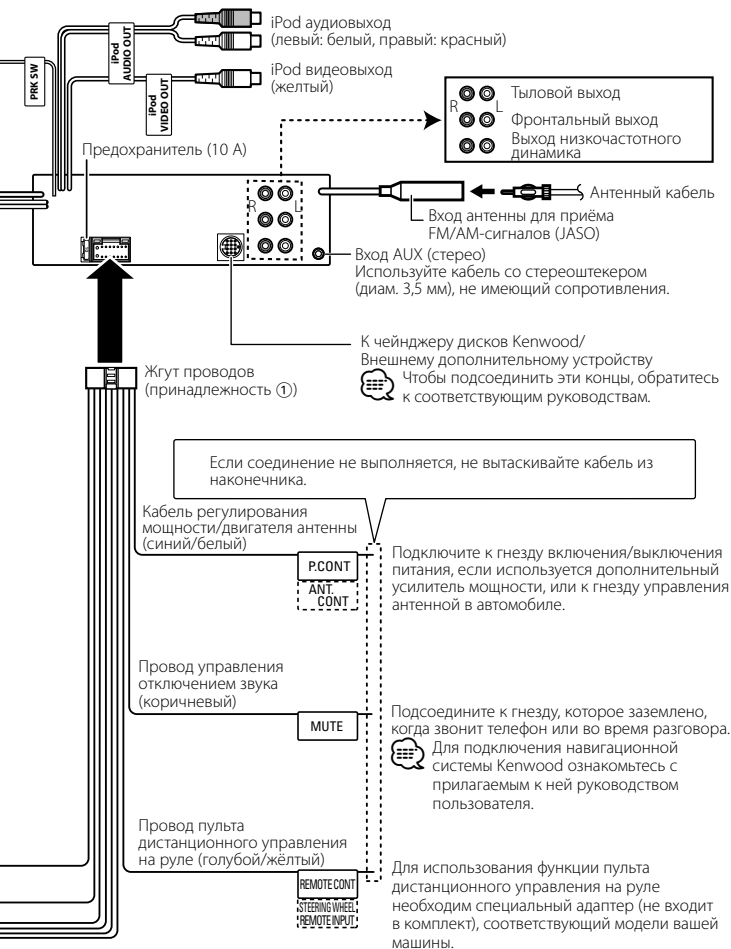 iPod аудиовыход
(левый: белый, правый: красный)
iPod
AUDIO OUT
iPod видеовыход
(желтый)
iPod
VIDEO OUT
PRK SW
Тыловой выход
R
L
Фронтальный выход
Выход низкочастотного
динамика
Предохранитель (10 А)
R
L
Антенный кабель
Вход антенны для приёма
FM/AM-сигналов (JASO)
Вход AUX (стерео)
Используйте кабель со стереоштекером
(диам. 3,5 мм), не имеющий сопротивления.
К чейнджеру дисков Kenwood/
Внешнему дополнительному устройству
Чтобы подсоединить эти концы, обратитесь
к соответствующим руководствам.
Жгут проводов
(принадлежность ①)
Если соединение не выполняется, не вытаскивайте кабель из
наконечника.
Кабель регулирования
мощности/двигателя антенны
(синий/белый)
P.CONT
ANT.
CONT
Подключите к гнезду включения/выключения
питания, если используется дополнительный
усилитель мощности, или к гнезду управления
антенной в автомобиле.
Провод управления
отключением звука
(коричневый)
MUTE
Подсоедините к гнезду, которое заземлено,
когда звонит телефон или во время разговора.
Для подключения навигационной
системы Kenwood ознакомьтесь с
прилагаемым к ней руководством
пользователя.
Провод пульта
дистанционного управления
на руле (голубой/жёлтый)
REMOTE CONT
STEERING WHEEL
REMOTE INPUT
Для использования функции пульта
дистанционного управления на руле
необходим специальный адаптер (не входит
в комплект), соответствующий модели вашей
машины.